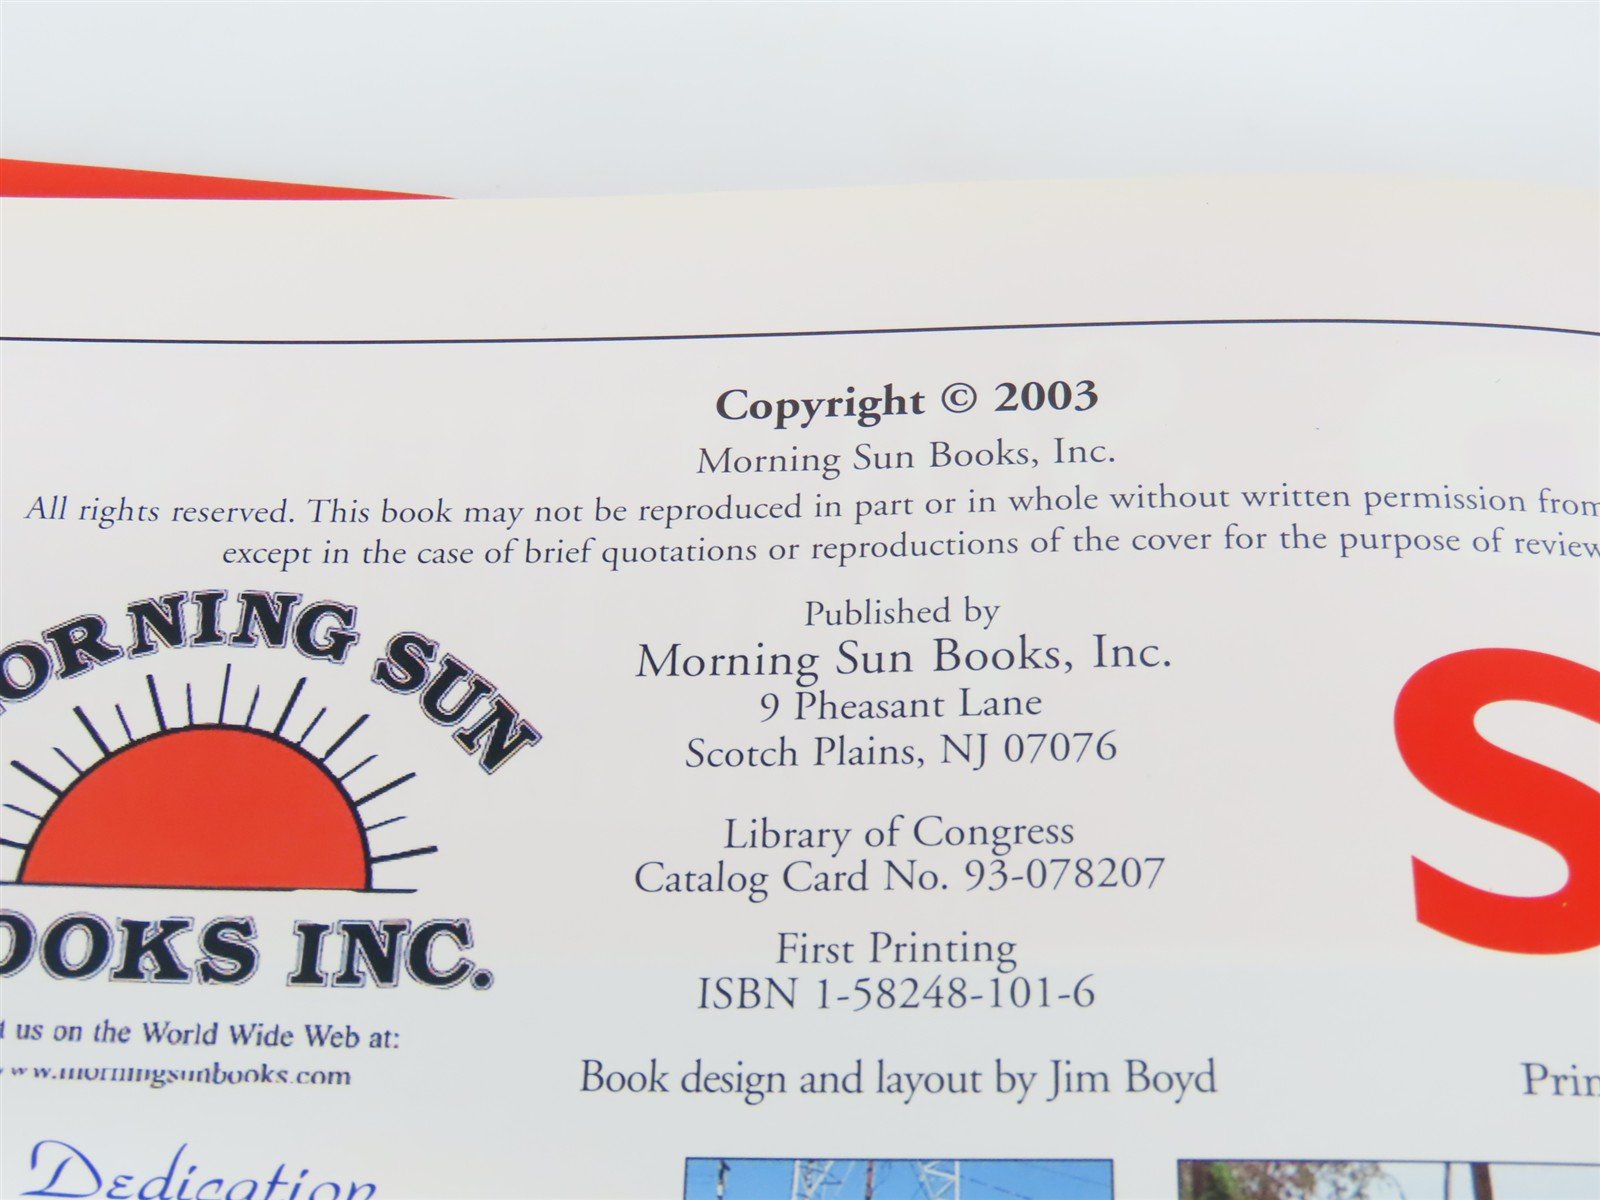 Copyright © 2003
Morning Sun Books, Inc.
All rights reserved. This book may not be reproduced in part or in whole without written permission from
except in the case of brief quotations or reproductions of the cover for the purpose of review
ORNING SUN
OOKS INC.
us on the World Wide Web at:
www.morningsunbooks.com
Published by
Morning Sun Books, Inc.
9 Pheasant Lane
Scotch Plains, NJ 07076
Library of Congress
Catalog Card No. 93-078207
First Printing
ISBN 1-58248-101-6
Book design and layout by Jim Boyd
S
Prin
Dedication